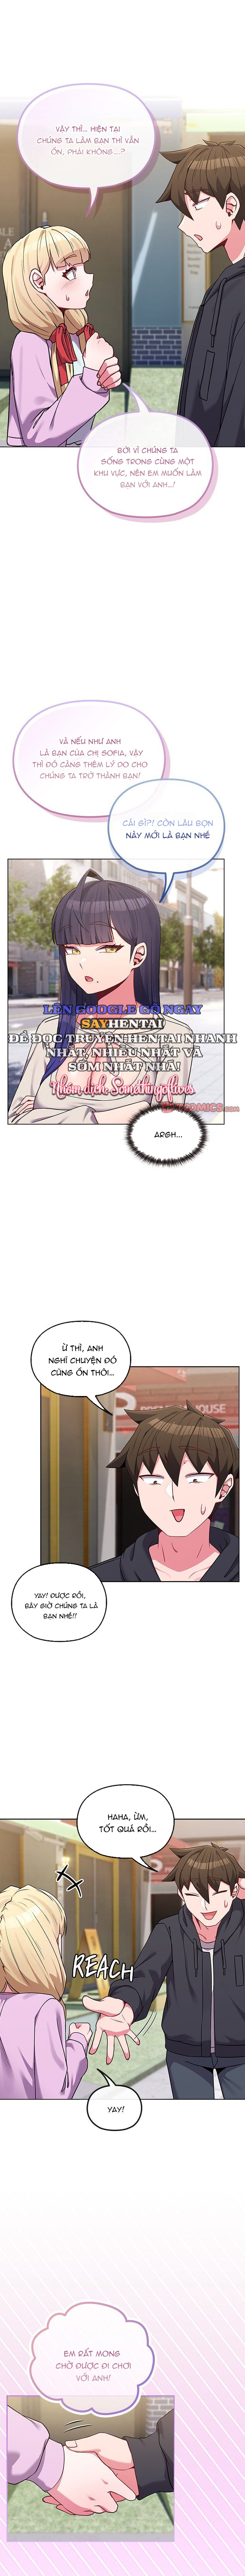 VẬY THÌ... HIỆN TẠI
CHÚNG TA LÀM BẠN THÌ VẪN
ỔN, PHẢI KHÔNG...?
BỞI VÌ CHÚNG TA
SỐNG TRONG CÙNG MỘT
KHU VỰC, NÊN EM MUỐN LÀM
BẠN VỚI ANH..!
VÀ NẾU NHƯ ANH
LÀ BẠN CỦA CHỊ SOFIA, VẬY
THÌ ĐÓ CÀNG THÊM LÝ DO CHO
CHÚNG TA TRỞ THÀNH BẠN!
CÁI GÌ?! CÒN LÂU BỌN
NÀY MỚI LÀ BẠN NHÉ
LÊN GOOGLE GÕ NGAY
SAYHENTAI
ĐỂ ĐỌC TRUYỆN HENTAI NHANH
NHẤT, NHIỀU NHẤT VÀ
SỚM NHẤT NHA!
Nhóm dịch: Somethingofluves
ARGH...
Ừ THÌ, ANH
NGHĨ CHUYỆN ĐÓ
CŨNG ỔN THÔI..
YAY! ĐƯỢC RỒI,
BÂY GIỜ CHÚNG TA LÀ
BẠN NHÉ!!
HAHA, ỪM,
TỐT QUÁ RỒI...
REACH
YAY!
EM RẤT MONG
CHỜ ĐƯỢC ĐI CHƠI
VỚI ANH!